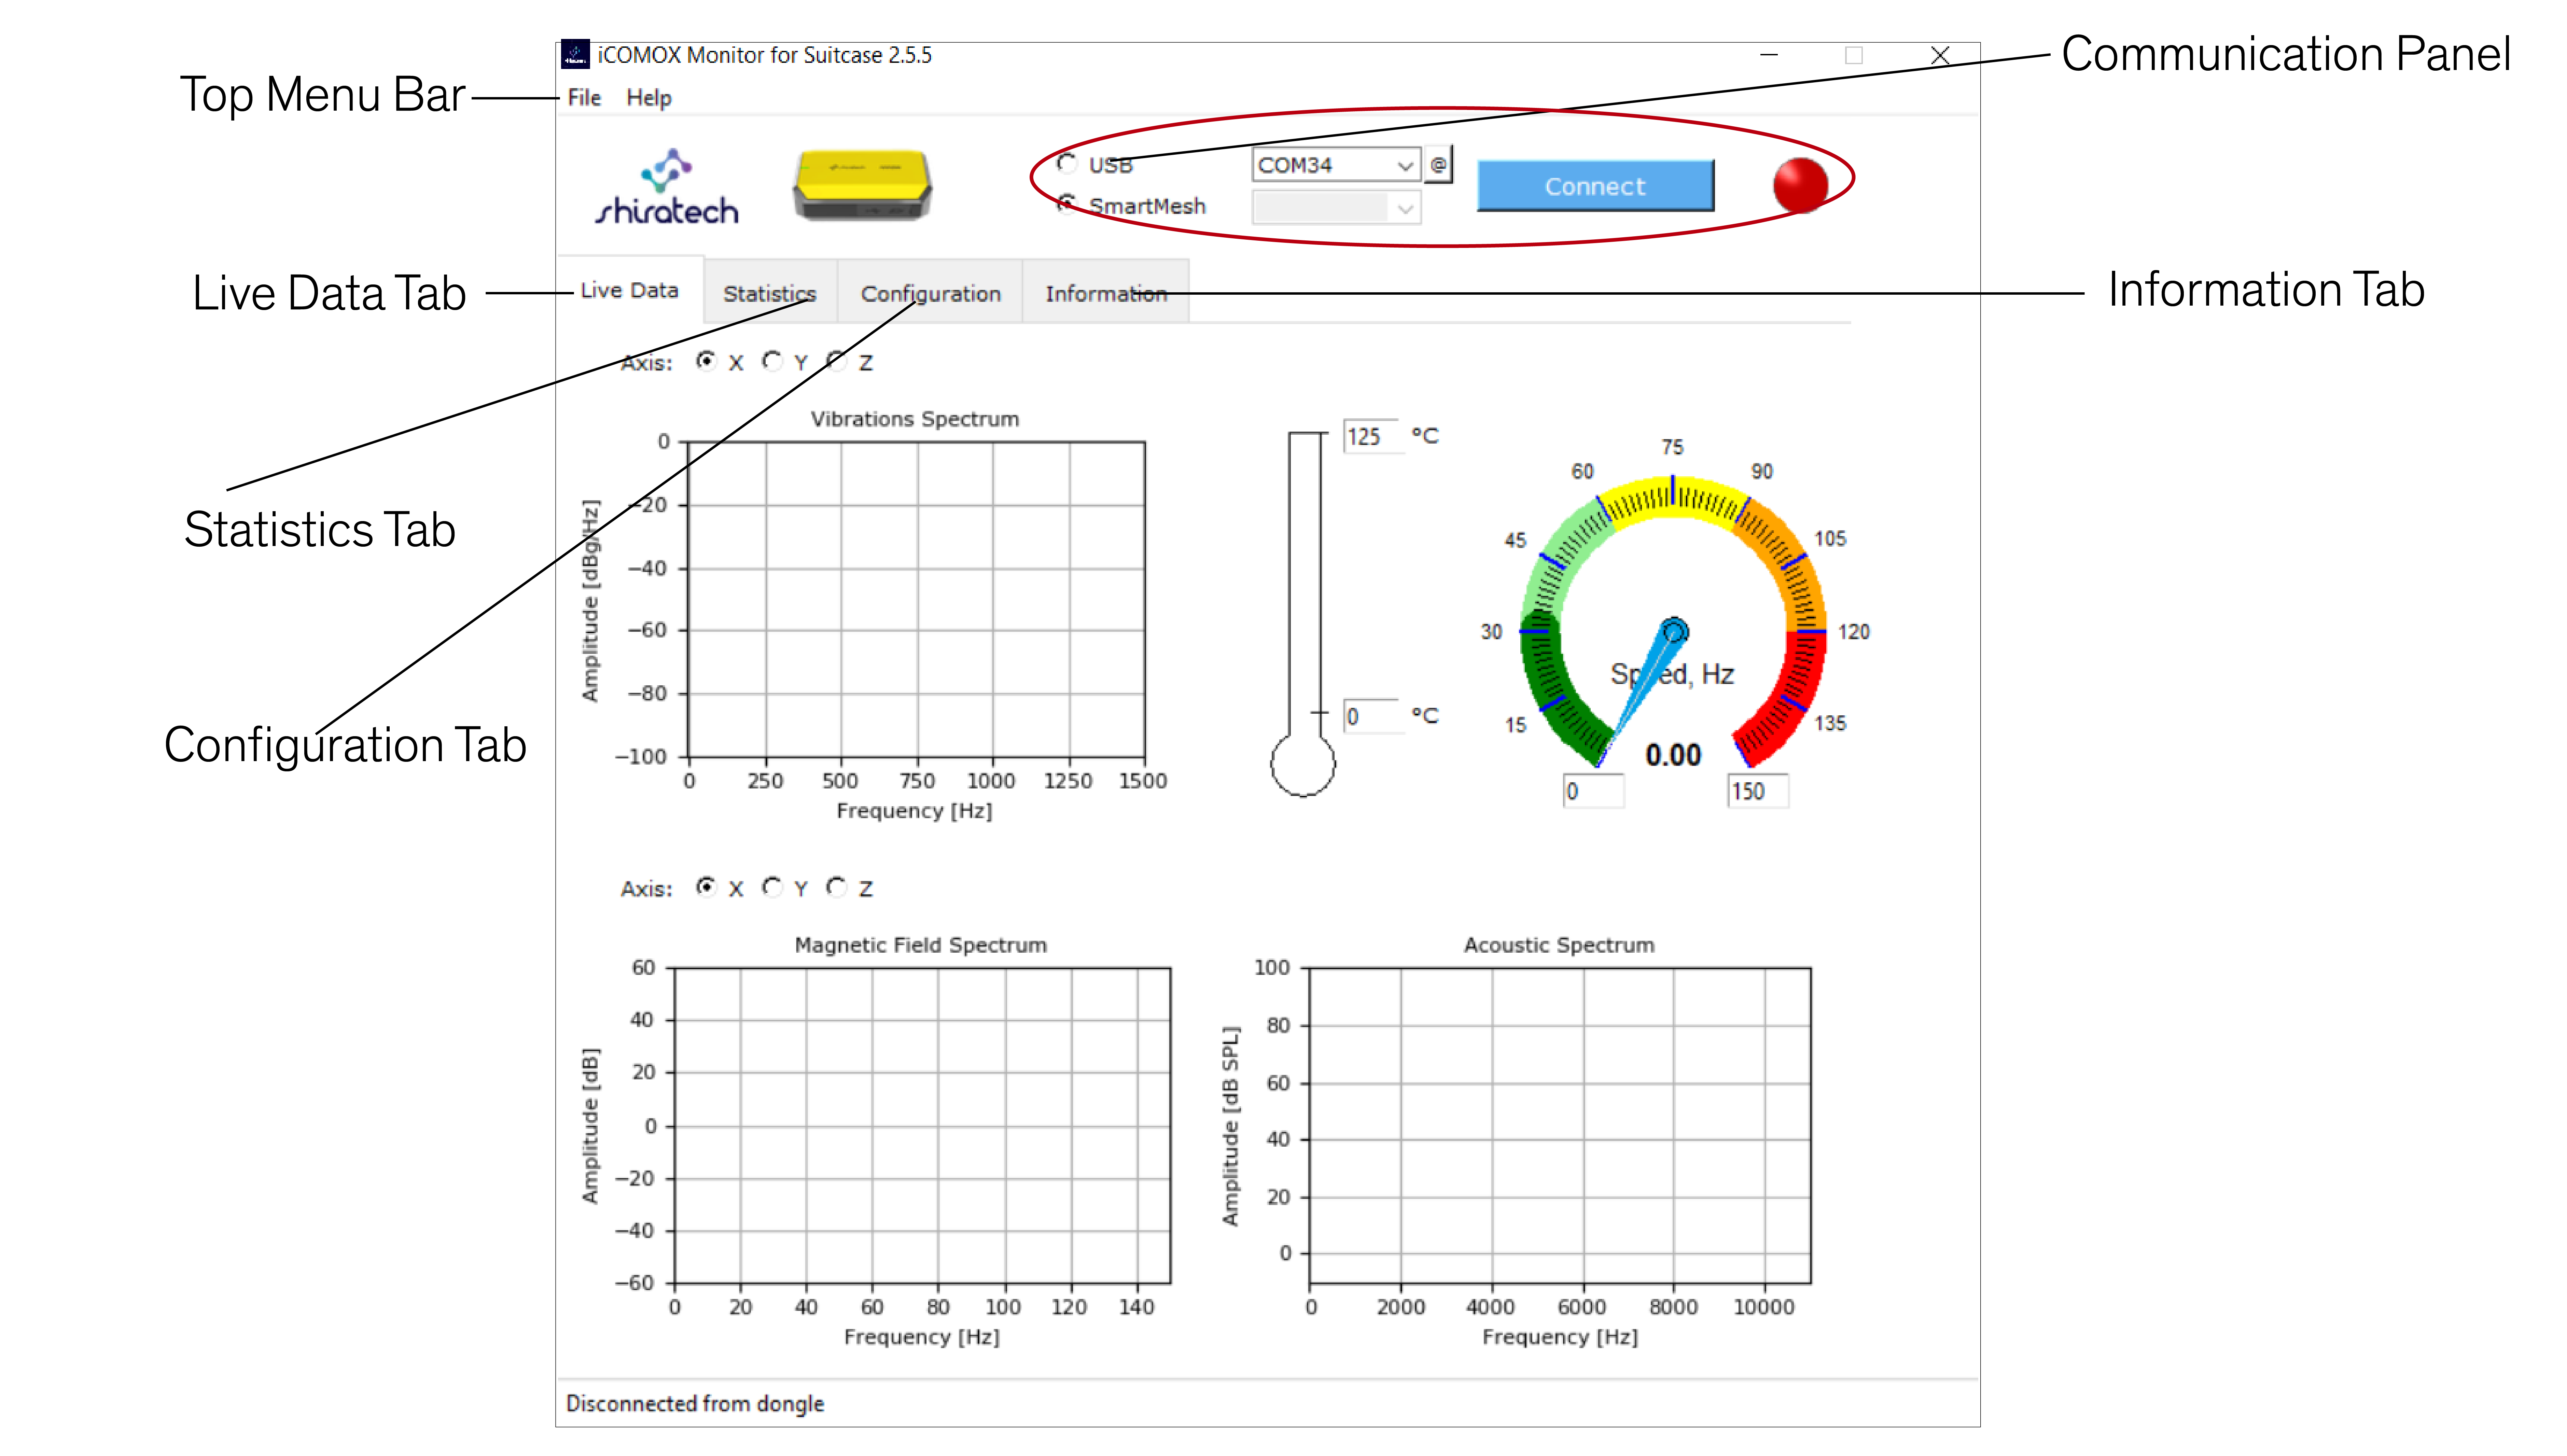 iCOMOX Monitor for Suitcase 2.5.5
Communication Panel
Top Menu Bar
File Help
USB COM34 @
Connect
SmartMesh
shiratech
Live Data Tab
Live Data Statistics Configuration Information
Information Tab
Axis: X Y Z
Statistics Tab
Configuration Tab
Vibrations Spectrum
0
−20
−40
−60
−80
−100
Amplitude [dBg/Hz]
0 250 500 750 1000 1250 1500
Frequency [Hz]
125 °C
0 °C
0
15
30
45
60
75
90
105
120
135
150
Speed, Hz
0.00
Axis: X Y Z
Magnetic Field Spectrum
60
40
20
0
−20
−40
−60
Amplitude [dB]
0 20 40 60 80 100 120 140
Frequency [Hz]
Acoustic Spectrum
100
80
60
40
20
0
Amplitude [dB SPL]
0 2000 4000 6000 8000 10000
Frequency [Hz]
Disconnected from dongle